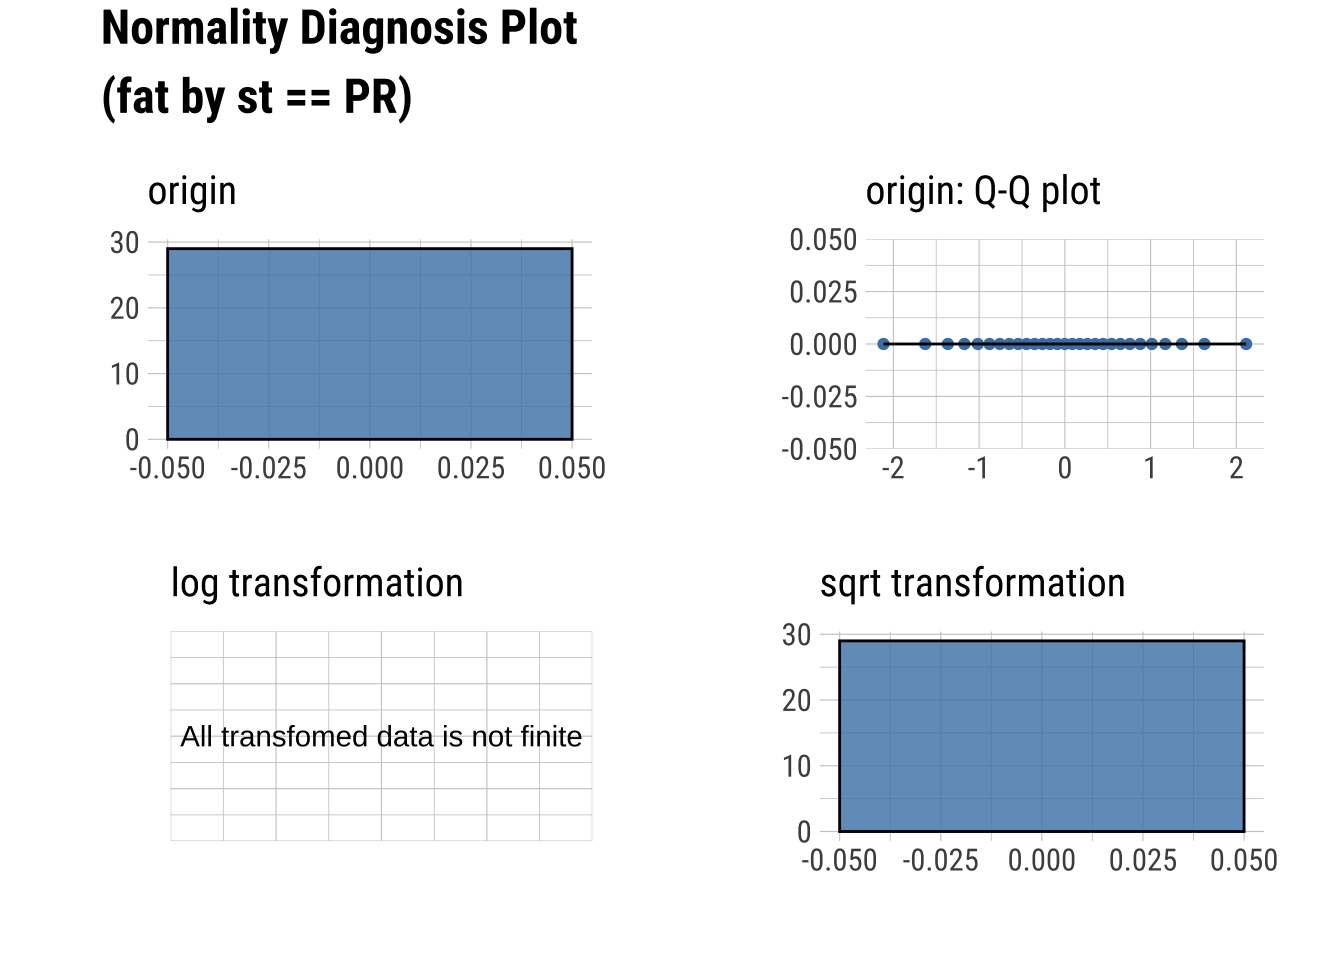 Normality Diagnosis Plot
(fat by st == PR)
origin
30
20
10
0
-0.050 -0.025 0.000 0.025 0.050
origin: Q-Q plot
0.050
0.025
0.000
-0.025
-0.050
-2 -1 0 1 2
log transformation
All transfomed data is not finite
sqrt transformation
30
20
10
0
-0.050 -0.025 0.000 0.025 0.050